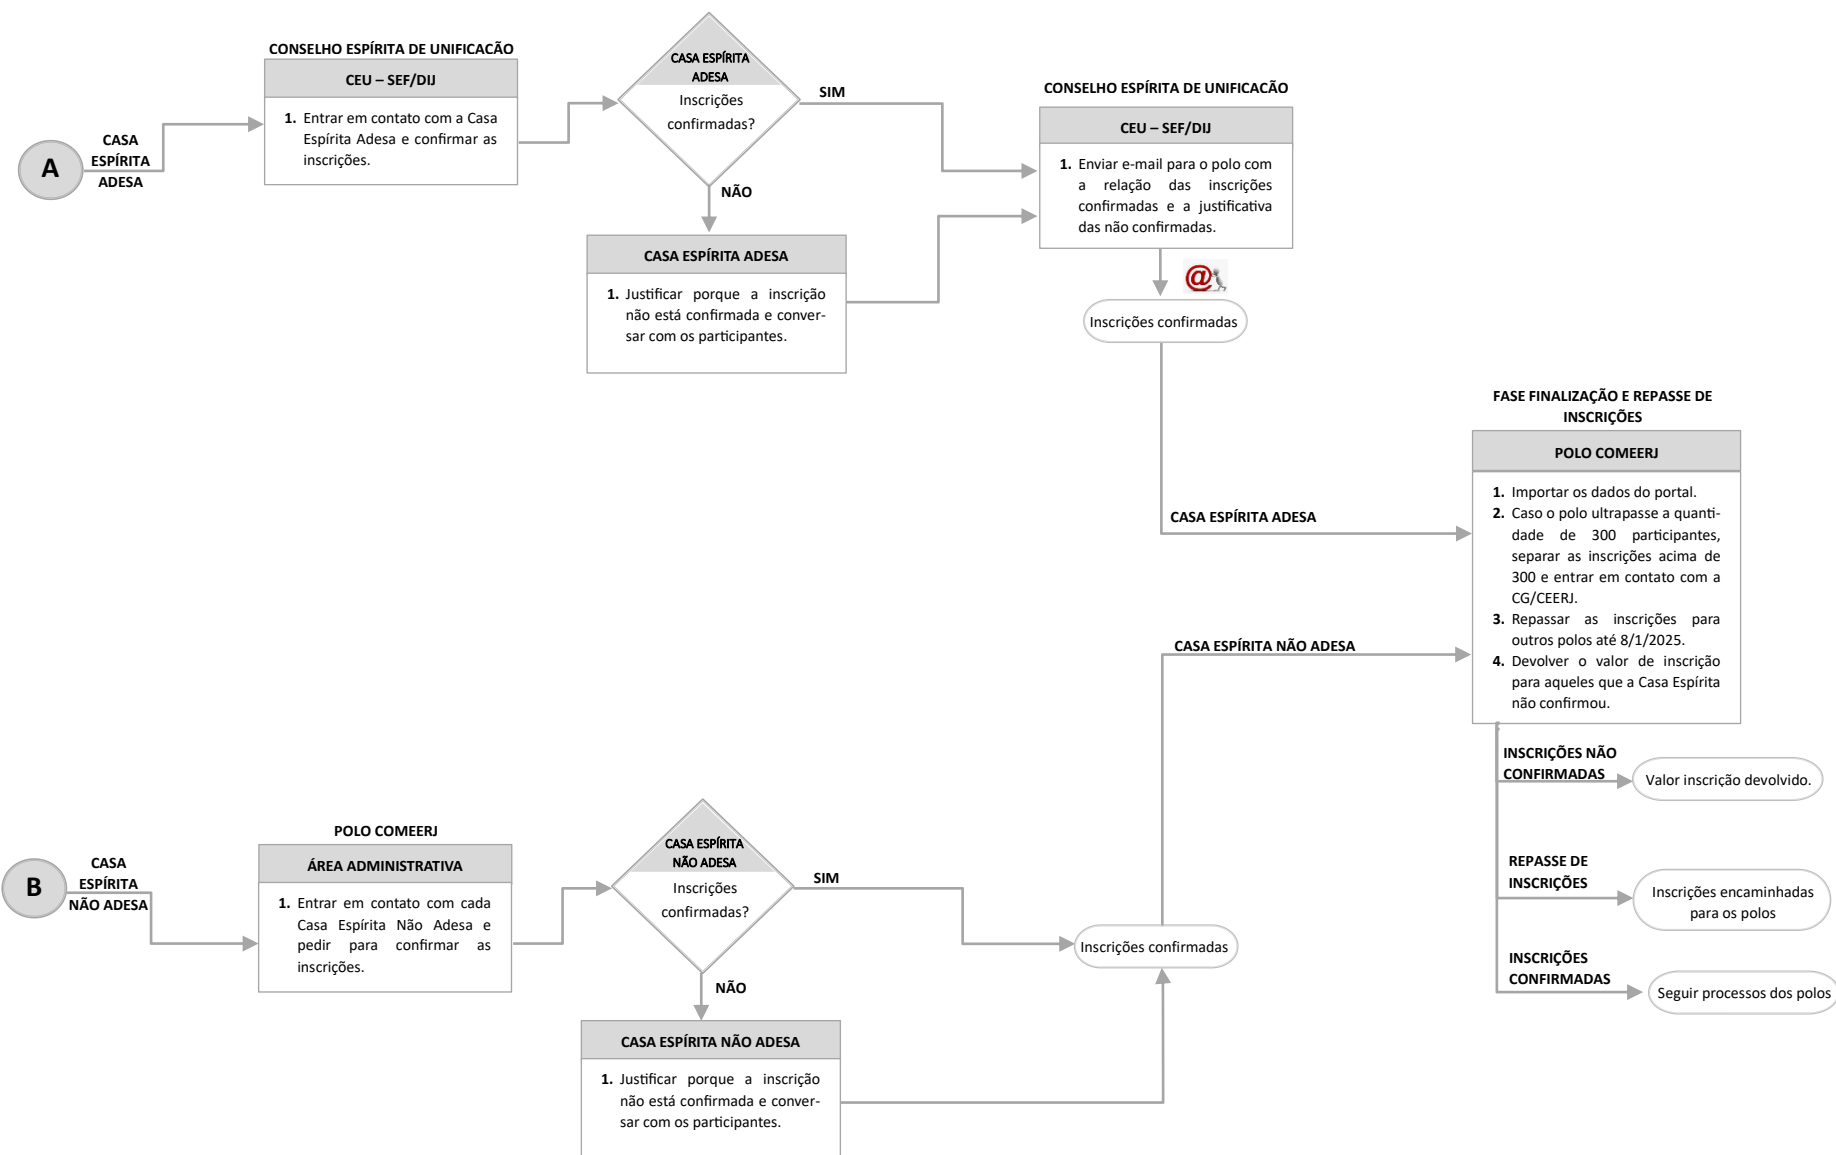 CONSELHO ESPÍRITA DE UNIFICACÃO
CEU – SEF/DIJ
1. Entrar em contato com a Casa
Espírita Adesa e confirmar as
inscrições.
A
CASA
ESPÍRITA
ADESA
CASA ESPÍRITA
ADESA
Inscrições
confirmadas?
SIM
NÃO
CASA ESPÍRITA ADESA
1. Justificar porque a inscrição
não está confirmada e conver-
sar com os participantes.
CONSELHO ESPÍRITA DE UNIFICACÃO
CEU – SEF/DIJ
1. Enviar e-mail para o polo com
a relação das inscrições
confirmadas e a justificativa
das não confirmadas.
@
Inscrições confirmadas
CASA ESPÍRITA ADESA
FASE FINALIZAÇÃO E REPASSE DE
INSCRIÇÕES
POLO COMEERJ
1. Importar os dados do portal.
2. Caso o polo ultrapasse a quanti-
dade de 300 participantes,
separar as inscrições acima de
300 e entrar em contato com a
CG/CEERJ.
3. Repassar as inscrições para
outros polos até 8/1/2025.
4. Devolver o valor de inscrição
para aqueles que a Casa Espírita
não confirmou.
CASA ESPÍRITA NÃO ADESA
INSCRIÇÕES NÃO
CONFIRMADAS
Valor inscrição devolvido.
REPASSE DE
INSCRIÇÕES
Inscrições encaminhadas
para os polos
INSCRIÇÕES
CONFIRMADAS
Seguir processos dos polos
B
CASA
ESPÍRITA
NÃO ADESA
POLO COMEERJ
ÁREA ADMINISTRATIVA
1. Entrar em contato com cada
Casa Espírita Não Adesa e
pedir para confirmar as
inscrições.
CASA ESPÍRITA
NÃO ADESA
Inscrições
confirmadas?
SIM
NÃO
Inscrições confirmadas
CASA ESPÍRITA NÃO ADESA
1. Justificar porque a inscrição
não está confirmada e conver-
sar com os participantes.